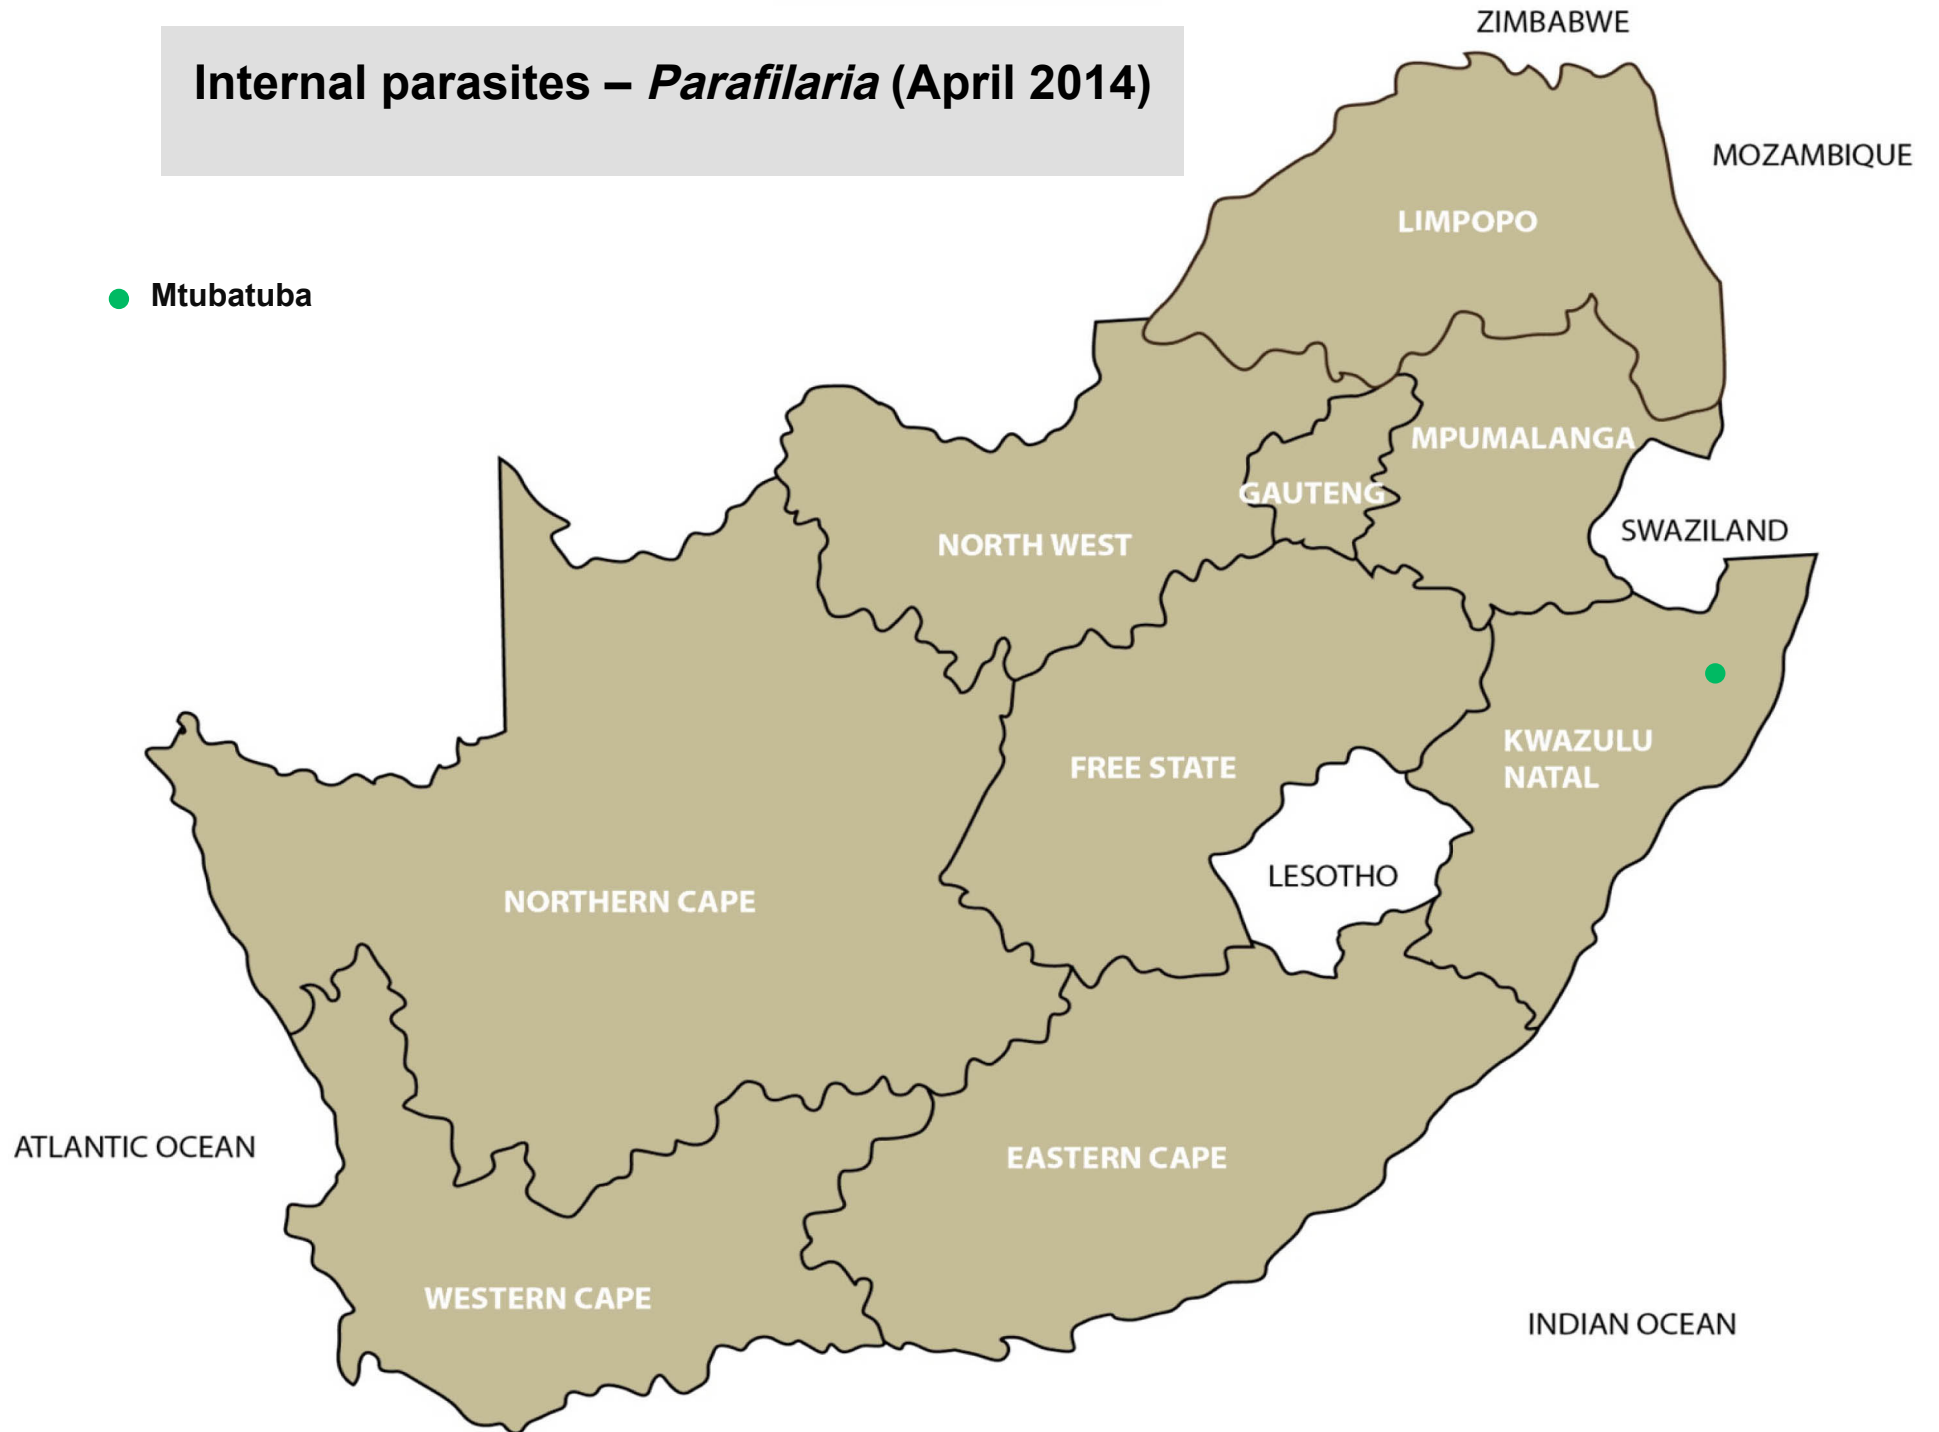 ZIMBABWE
Internal parasites – Parafilaria (April 2014)
MOZAMBIQUE
LIMPOPO
Mtubatuba
MPUMALANGA
GAUTENG
SWAZILAND
NORTH WEST
KWAZULU
NATAL
FREE STATE
LESOTHO
NORTHERN CAPE
ATLANTIC OCEAN
EASTERN CAPE
WESTERN CAPE
INDIAN OCEAN